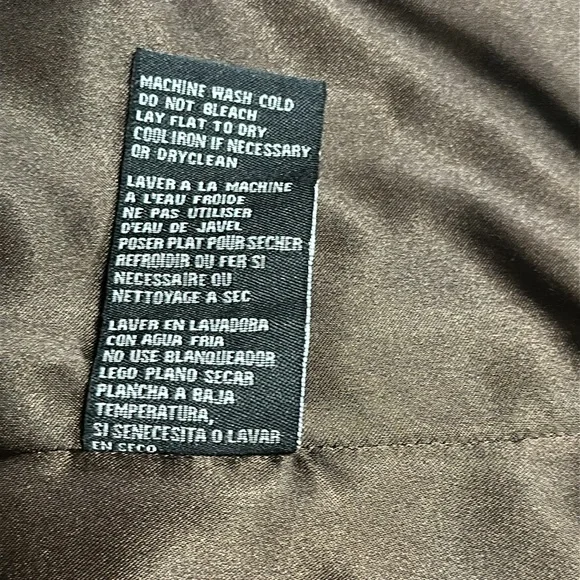 MACHINE WASH COLD
DO NOT BLEACH
LAY FLAT TO DRY
COOL IRON IF NECESSARY
OR DRYCLEAN
LAVER A LA MACHINE
A L'EAU FROIDE
NE PAS UTILISER
D'EAU DE JAVEL
POSER PLAT POUR SECHER
REFROIDIR OU FER SI
NECESSAIRE OU
NETTOYAGE A SEC
LAVER EN LAVADORA
CON AGUA FRIA
NO USE BLANQUEADOR
LEGO PLANO SECAR
PLANCHA A BAJA
TEMPERATURA,
SI SENECESITA O LAVAR
EN SECO